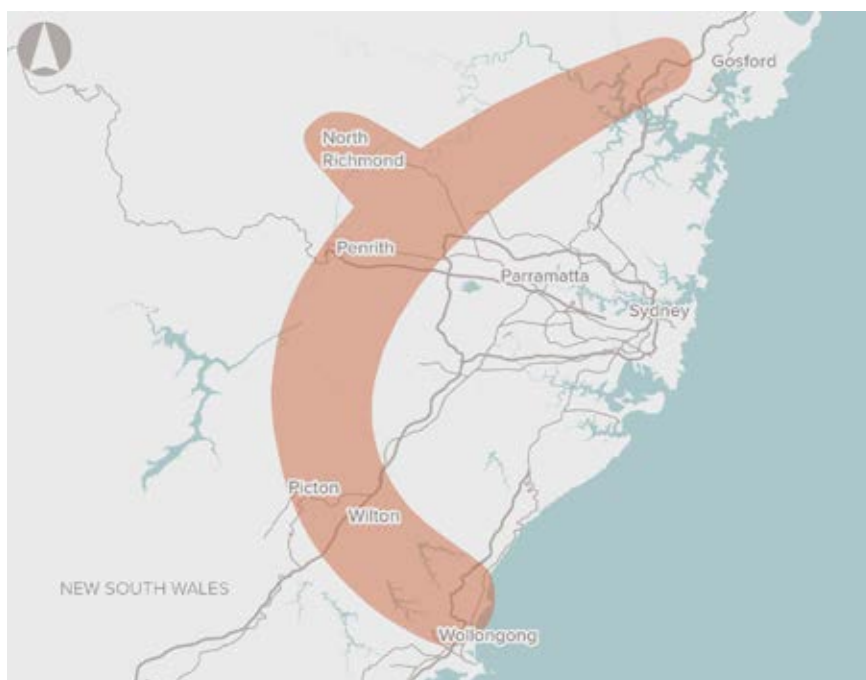 Gosford
North
Richmond
Penrith
Parramatta
Sydney
Picton
Wilton
NEW SOUTH WALES
Wollongong